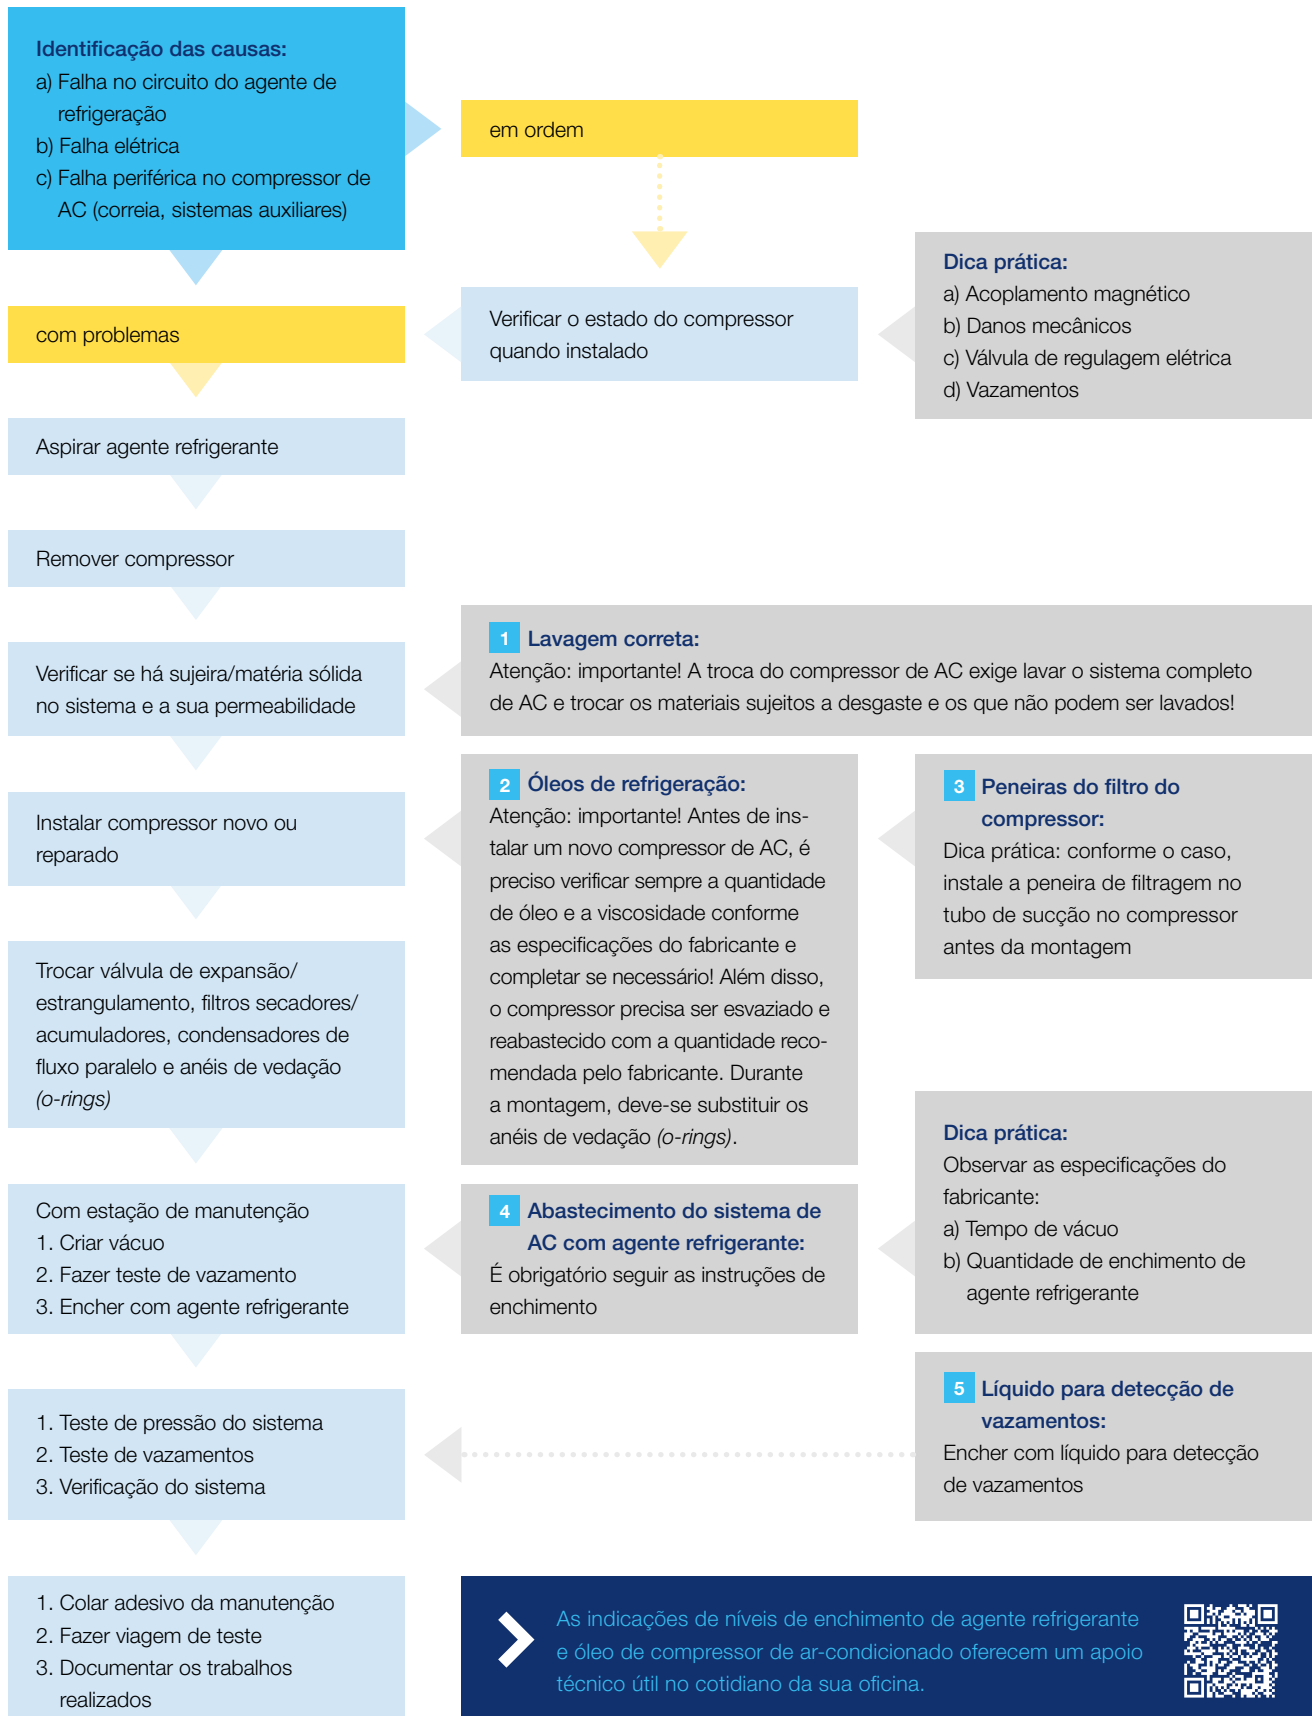 Identificação das causas:
a) Falha no circuito do agente de
refrigeração
b) Falha elétrica
c) Falha periférica no compressor de
AC (correia, sistemas auxiliares)
em ordem
com problemas
Verificar o estado do compressor
quando instalado
Dica prática:
a) Acoplamento magnético
b) Danos mecânicos
c) Válvula de regulagem elétrica
d) Vazamentos
Aspirar agente refrigerante
Remover compressor
Verificar se há sujeira/matéria sólida
no sistema e a sua permeabilidade
1 Lavagem correta:
Atenção: importante! A troca do compressor de AC exige lavar o sistema completo
de AC e trocar os materiais sujeitos a desgaste e os que não podem ser lavados!
Instalar compressor novo ou
reparado
2 Óleos de refrigeração:
Atenção: importante! Antes de ins-
talar um novo compressor de AC, é
preciso verificar sempre a quantidade
de óleo e a viscosidade conforme
as especificações do fabricante e
completar se necessário! Além disso,
o compressor precisa ser esvaziado e
reabastecido com a quantidade reco-
mendada pelo fabricante. Durante
a montagem, deve-se substituir os
anéis de vedação (o-rings).
3 Peneiras do filtro do
compressor:
Dica prática: conforme o caso,
instale a peneira de filtragem no
tubo de sucção no compressor
antes da montagem
Trocar válvula de expansão/
estrangulamento, filtros secadores/
acumuladores, condensadores de
fluxo paralelo e anéis de vedação
(o-rings)
Com estação de manutenção
1. Criar vácuo
2. Fazer teste de vazamento
3. Encher com agente refrigerante
4 Abastecimento do sistema de
AC com agente refrigerante:
É obrigatório seguir as instruções de
enchimento
Dica prática:
Observar as especificações do
fabricante:
a) Tempo de vácuo
b) Quantidade de enchimento de
agente refrigerante
1. Teste de pressão do sistema
2. Teste de vazamentos
3. Verificação do sistema
5 Líquido para detecção de
vazamentos:
Encher com líquido para detecção
de vazamentos
1. Colar adesivo da manutenção
2. Fazer viagem de teste
3. Documentar os trabalhos
realizados
As indicações de níveis de enchimento de agente refrigerante
e óleo de compressor de ar-condicionado oferecem um apoio
técnico útil no cotidiano da sua oficina.